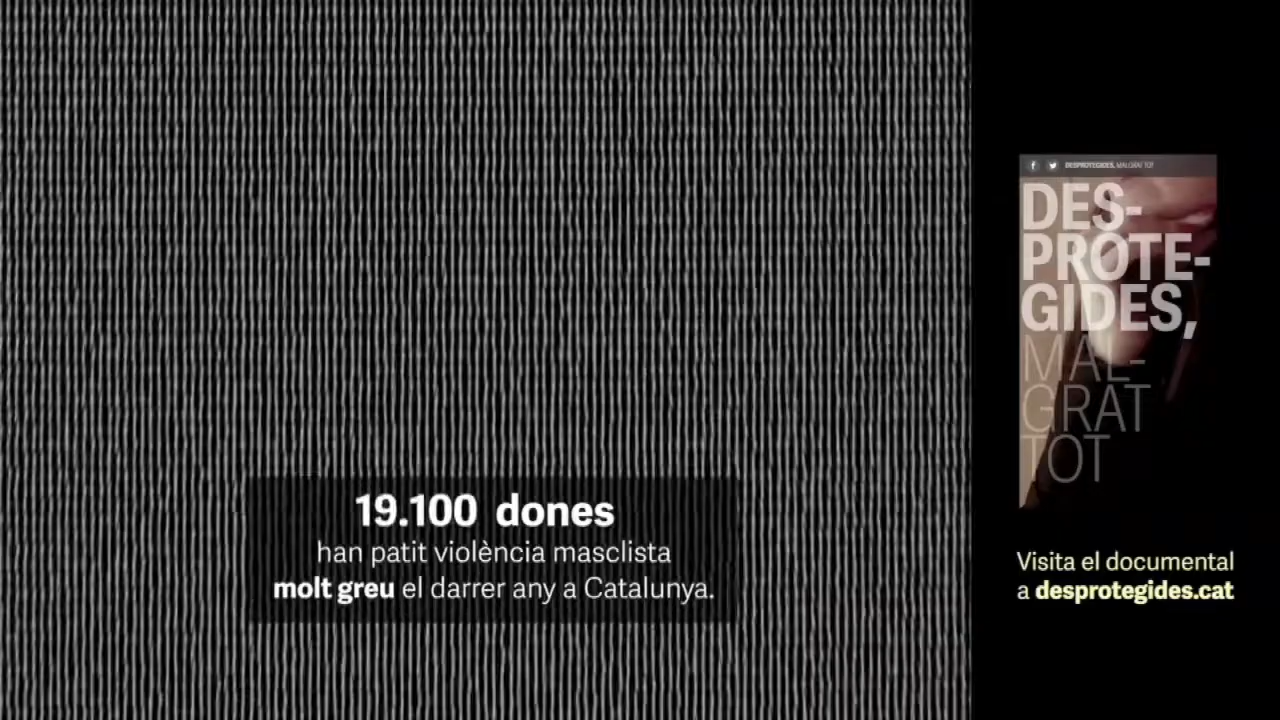 19.100 dones
han patit violència masclista
molt greu el darrer any a Catalunya.
DESPROTEGIDES, MALGRAT TOT
DES-
PROTE-
GIDES,
MAL-
GRAT
TOT
Visita el documental
a desprotegides.cat